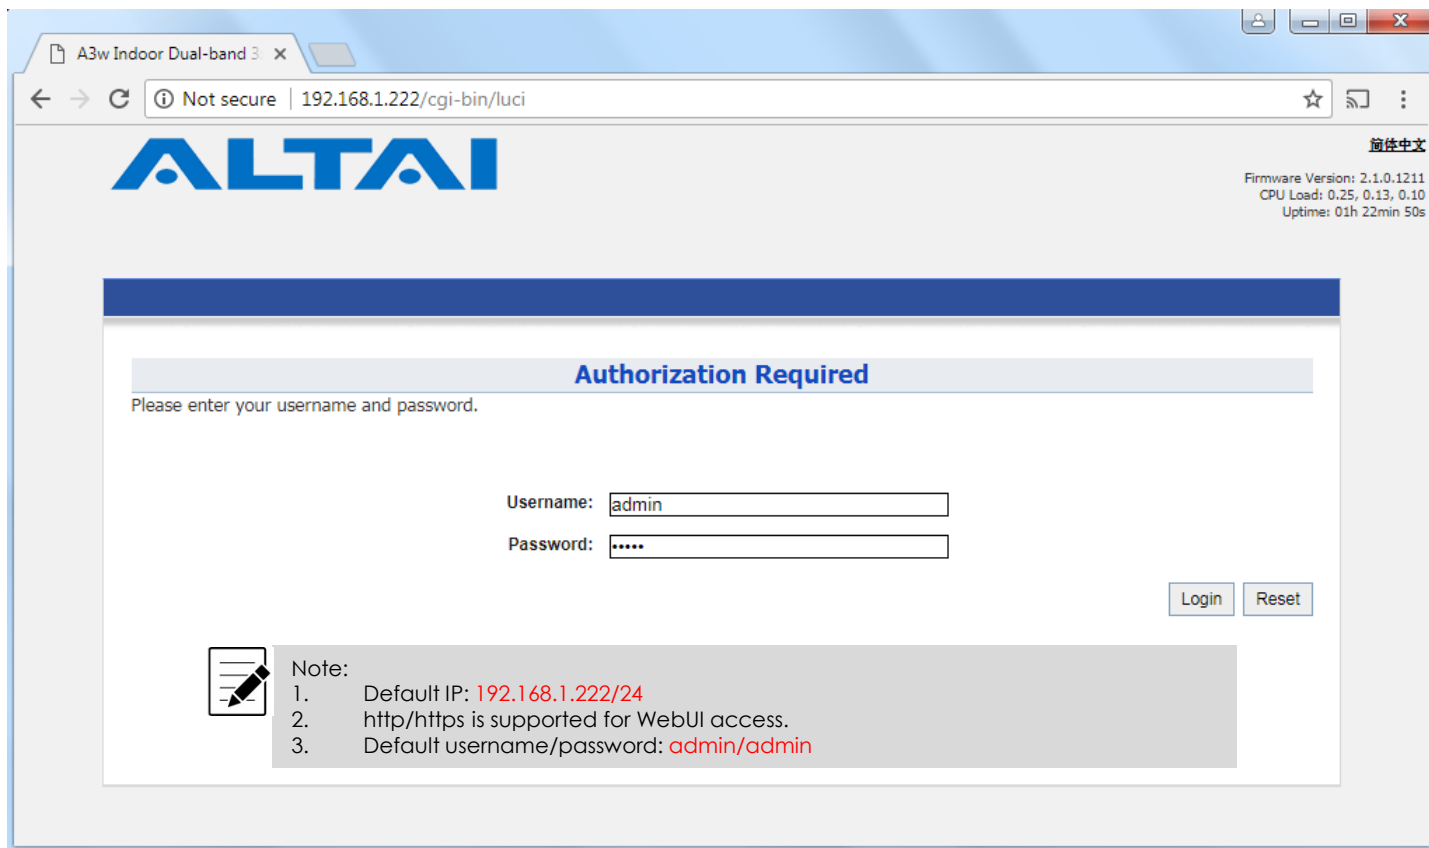 A3w Indoor Dual-band 3
Not secure | 192.168.1.222/cgi-bin/luci
ALTAI
简体中文
Firmware Version: 2.1.0.1211
CPU Load: 0.25, 0.13, 0.10
Uptime: 01h 22min 50s
Authorization Required
Please enter your username and password.
Username: admin
Password: •••••
Login Reset
Note:
1. Default IP: 192.168.1.222/24
2. http/https is supported for WebUI access.
3. Default username/password: admin/admin